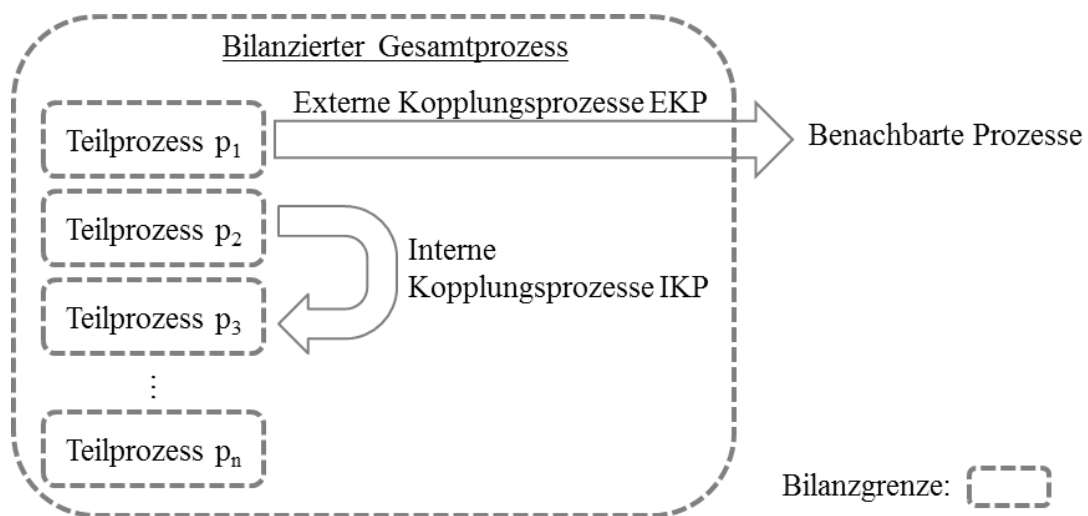 Bilanzierter Gesamtprozess
Externe Kopplungsprozesse EKP
Teilprozess p1
Benachbarte Prozesse
Teilprozess p2
Interne
Kopplungsprozesse IKP
Teilprozess p3
⋮
Teilprozess pn
Bilanzgrenze: